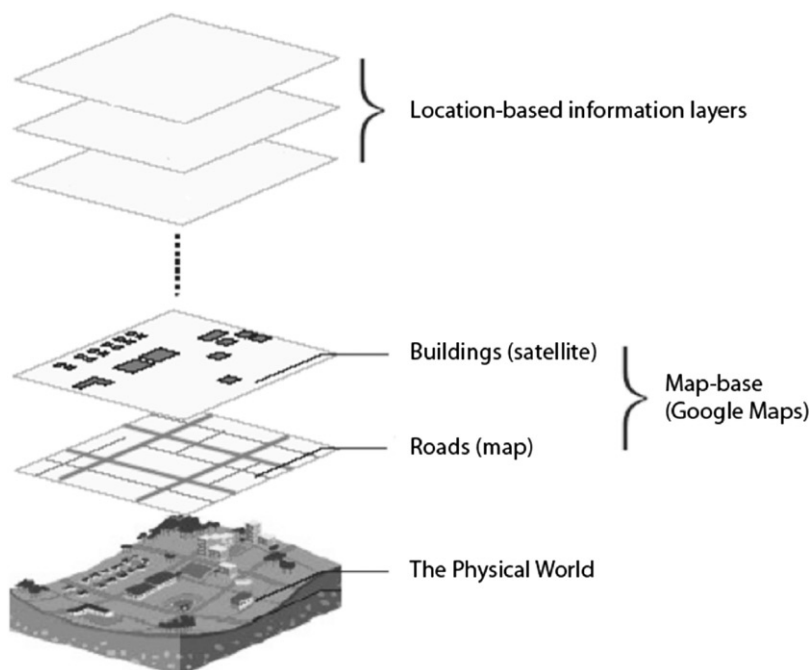 Location-based information layers
Buildings (satellite)
Map-base
(Google Maps)
Roads (map)
The Physical World